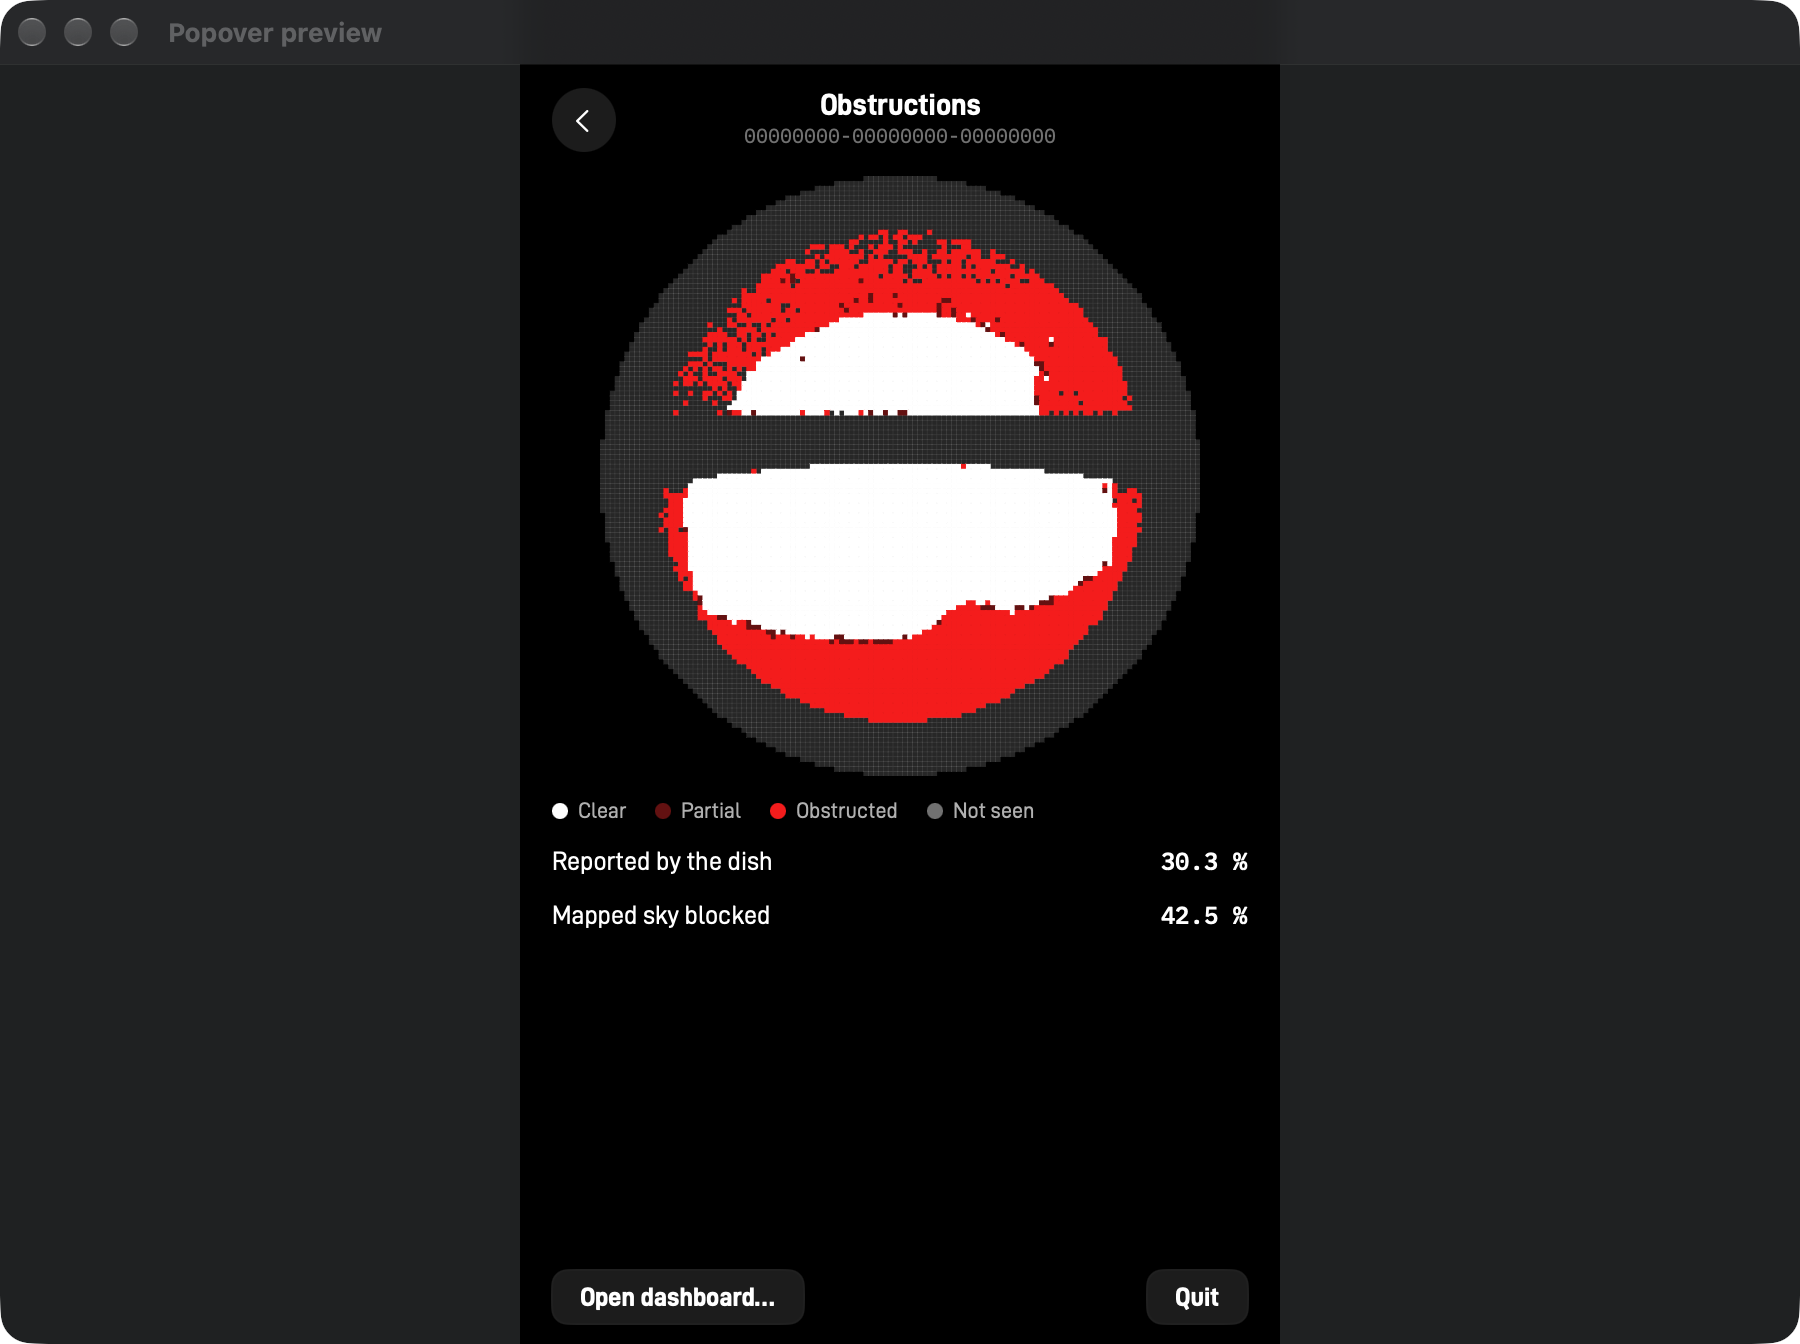 Popover preview
Obstructions
00000000-00000000-00000000
Clear Partial Obstructed Not seen
Reported by the dish 30.3 %
Mapped sky blocked 42.5 %
Open dashboard... Quit